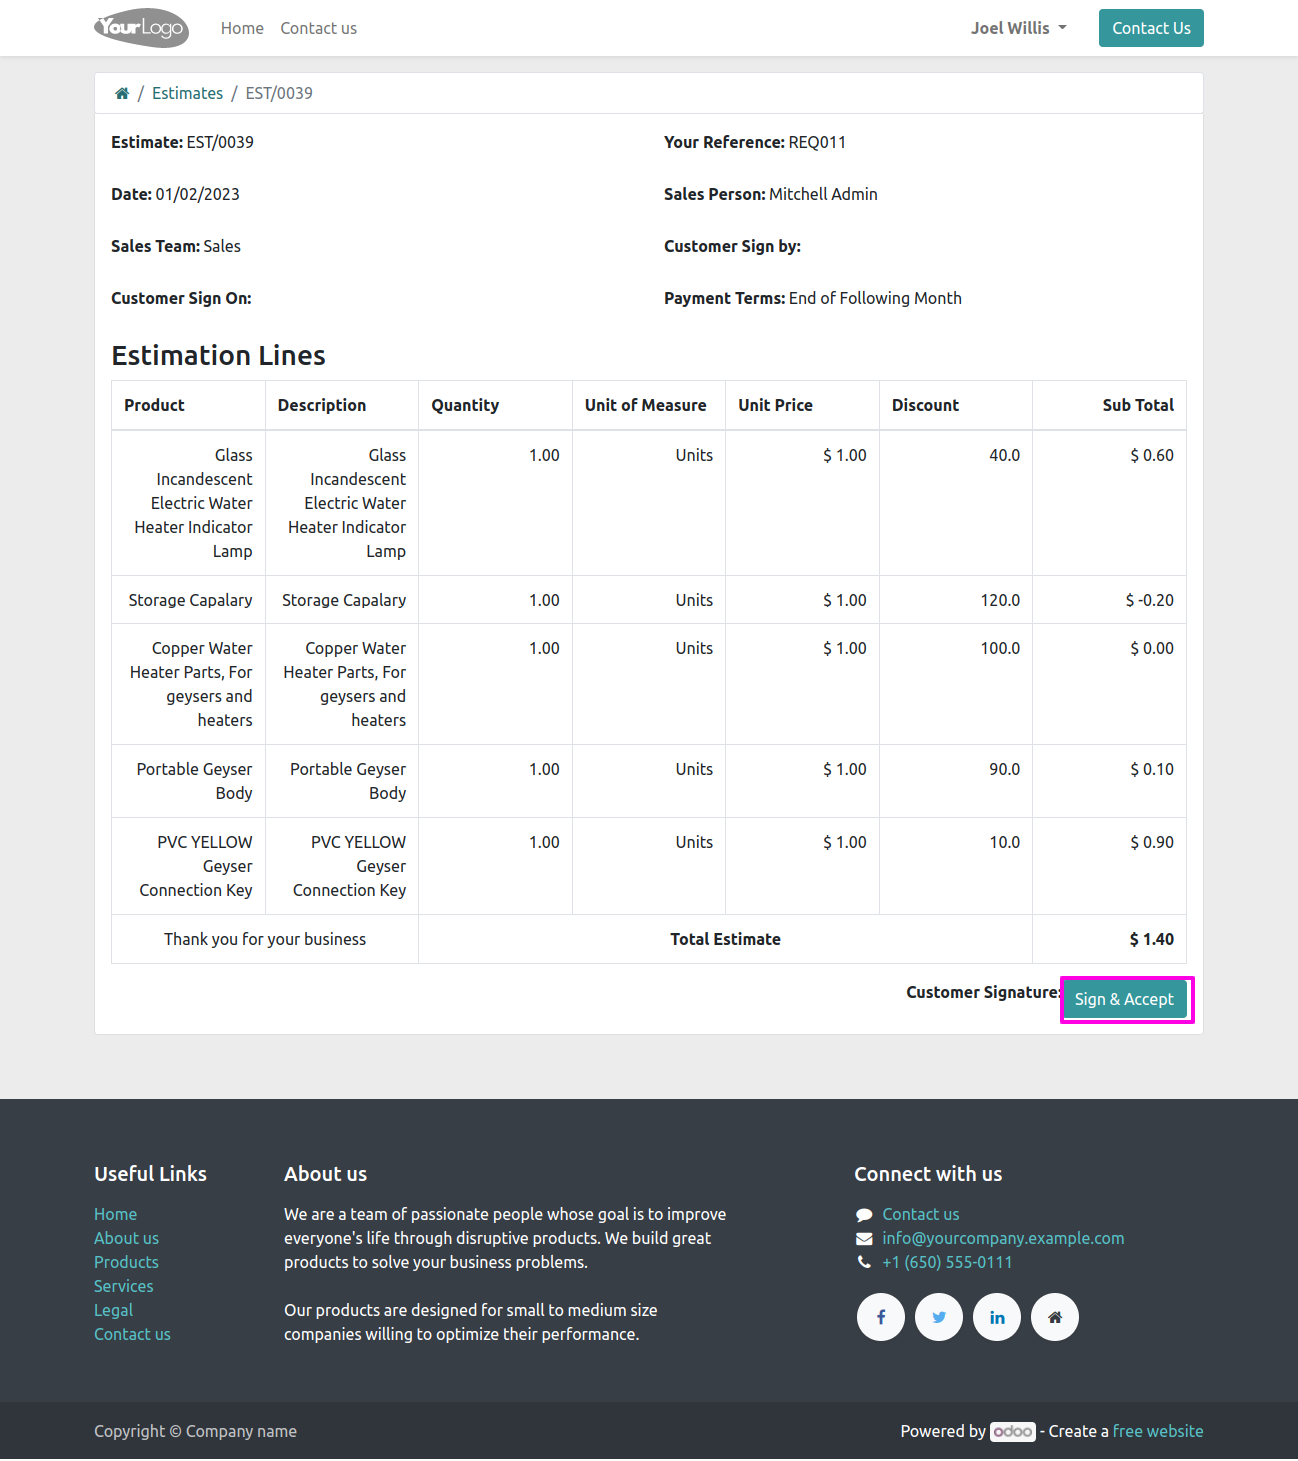 YourLogo Home Contact us Joel Willis Contact Us
/ Estimates / EST/0039
Estimate: EST/0039 Your Reference: REQ011
Date: 01/02/2023 Sales Person: Mitchell Admin
Sales Team: Sales Customer Sign by:
Customer Sign On: Payment Terms: End of Following Month
Estimation Lines
Product Description Quantity Unit of Measure Unit Price Discount Sub Total
Glass Glass 1.00 Units $ 1.00 40.0 $ 0.60
Incandescent Incandescent
Electric Water Electric Water
Heater Indicator Heater Indicator
Lamp Lamp
Storage Capalary Storage Capalary 1.00 Units $ 1.00 120.0 $ -0.20
Copper Water Copper Water 1.00 Units $ 1.00 100.0 $ 0.00
Heater Parts, For Heater Parts, For
geysers and geysers and
heaters heaters
Portable Geyser Portable Geyser 1.00 Units $ 1.00 90.0 $ 0.10
Body Body
PVC YELLOW PVC YELLOW 1.00 Units $ 1.00 10.0 $ 0.90
Geyser Geyser
Connection Key Connection Key
Thank you for your business Total Estimate $ 1.40
Customer Signature: Sign & Accept
Useful Links
Home
About us
Products
Services
Legal
Contact us
About us
We are a team of passionate people whose goal is to improve
everyone's life through disruptive products. We build great
products to solve your business problems.
Our products are designed for small to medium size
companies willing to optimize their performance.
Connect with us
Contact us
info@yourcompany.example.com
+1 (650) 555-0111
Copyright © Company name Powered by odoo - Create a free website